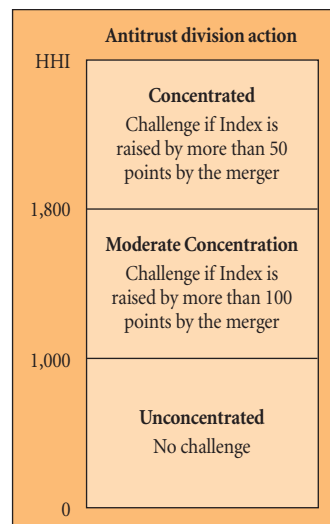 Antitrust division action
HHI
Concentrated
Challenge if Index is
raised by more than 50
points by the merger
1,800
Moderate Concentration
Challenge if Index is
raised by more than 100
points by the merger
1,000
Unconcentrated
No challenge
0